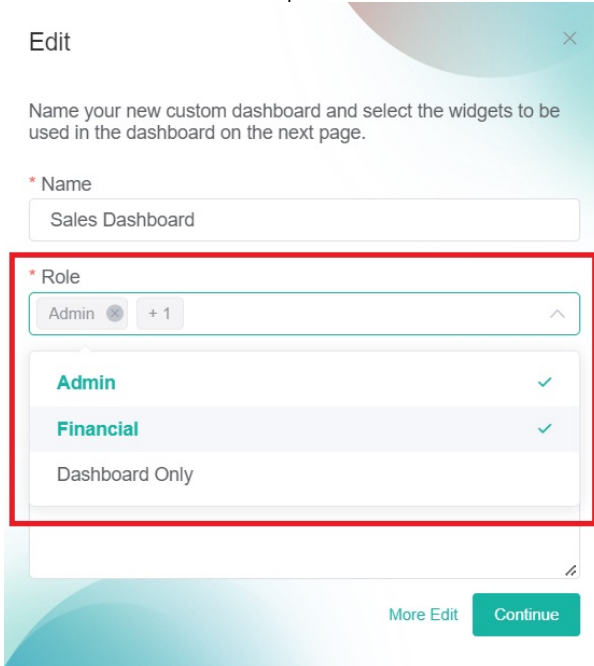 Edit
Name your new custom dashboard and select the widgets to be
used in the dashboard on the next page.
* Name
Sales Dashboard
* Role
Admin + 1
Admin
Financial
Dashboard Only
More Edit Continue